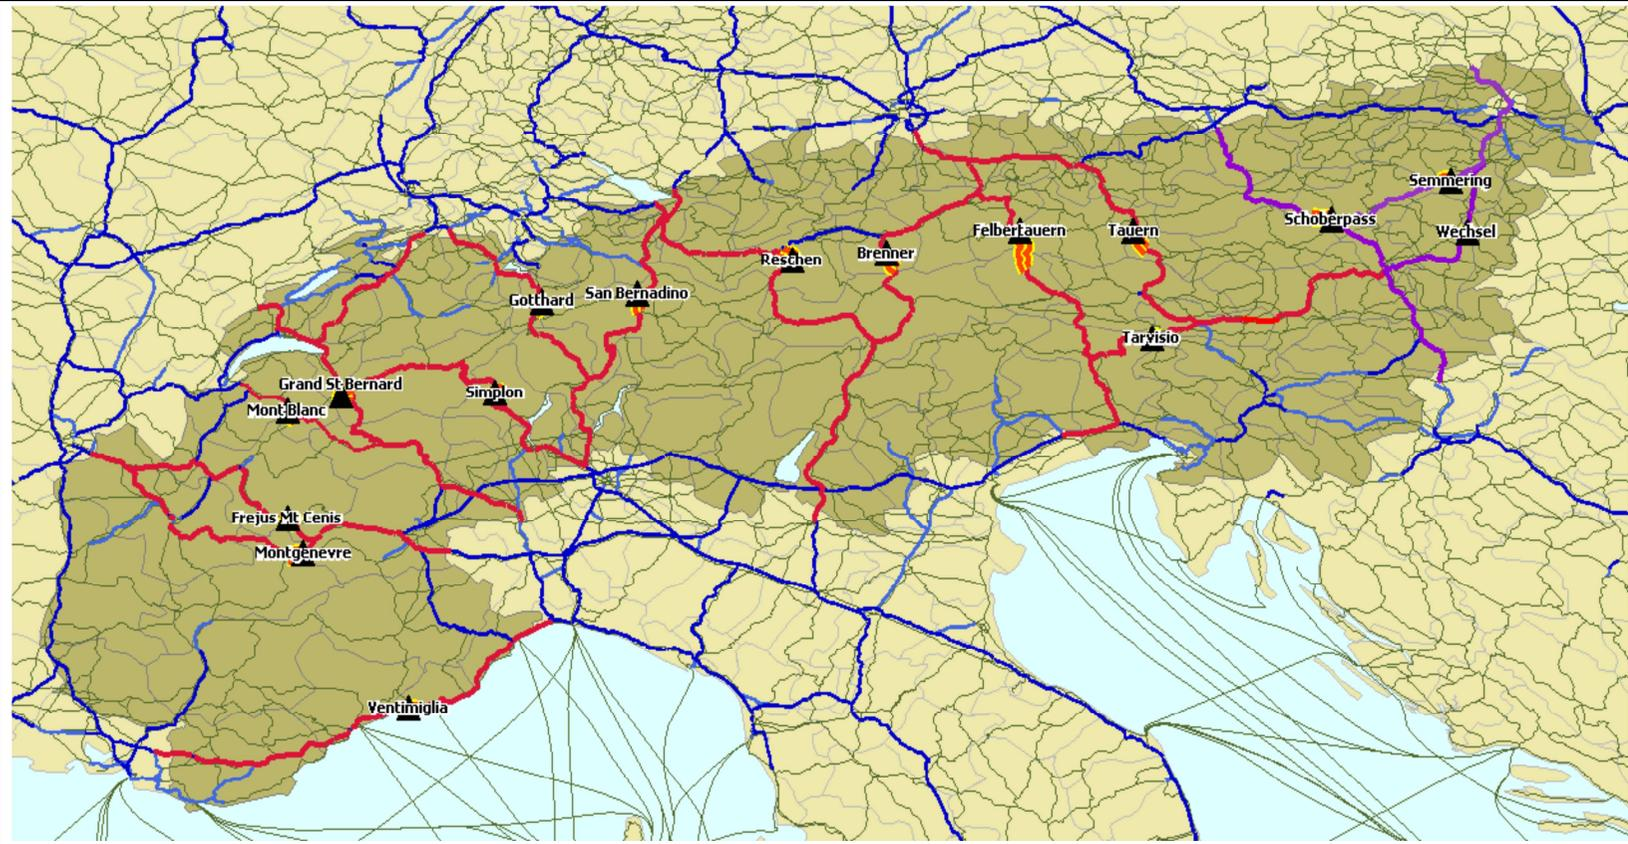 Semmering
Schoberpass
Wechsel
Felbertauern
Tauern
Brenner
Reschen
San Bernadino
Gotthard
Tarvisio
Grand St Bernard
Simplon
Mont Blanc
Frejus Mt Cenis
Montgenevre
Ventimiglia